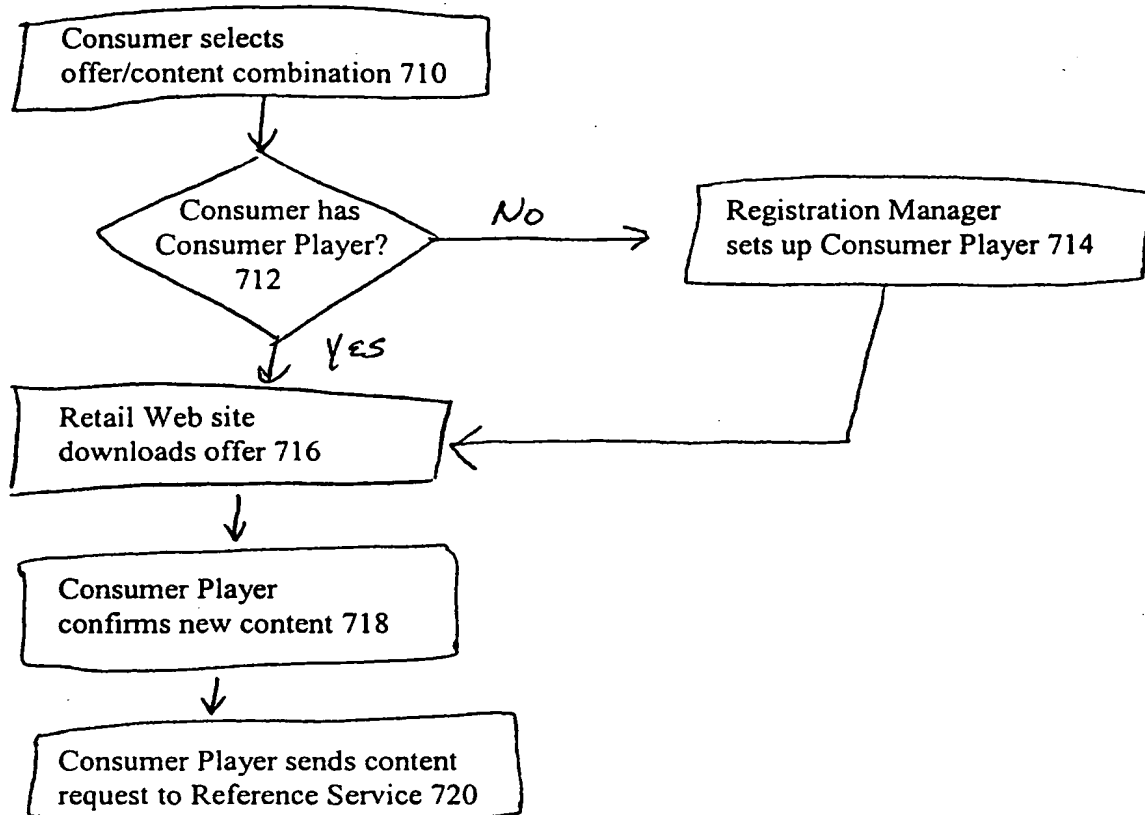 Consumer selects
offer/content combination 710
Consumer has
Consumer Player?
712
No
Registration Manager
sets up Consumer Player 714
Yes
Retail Web site
downloads offer 716
Consumer Player
confirms new content 718
Consumer Player sends content
request to Reference Service 720